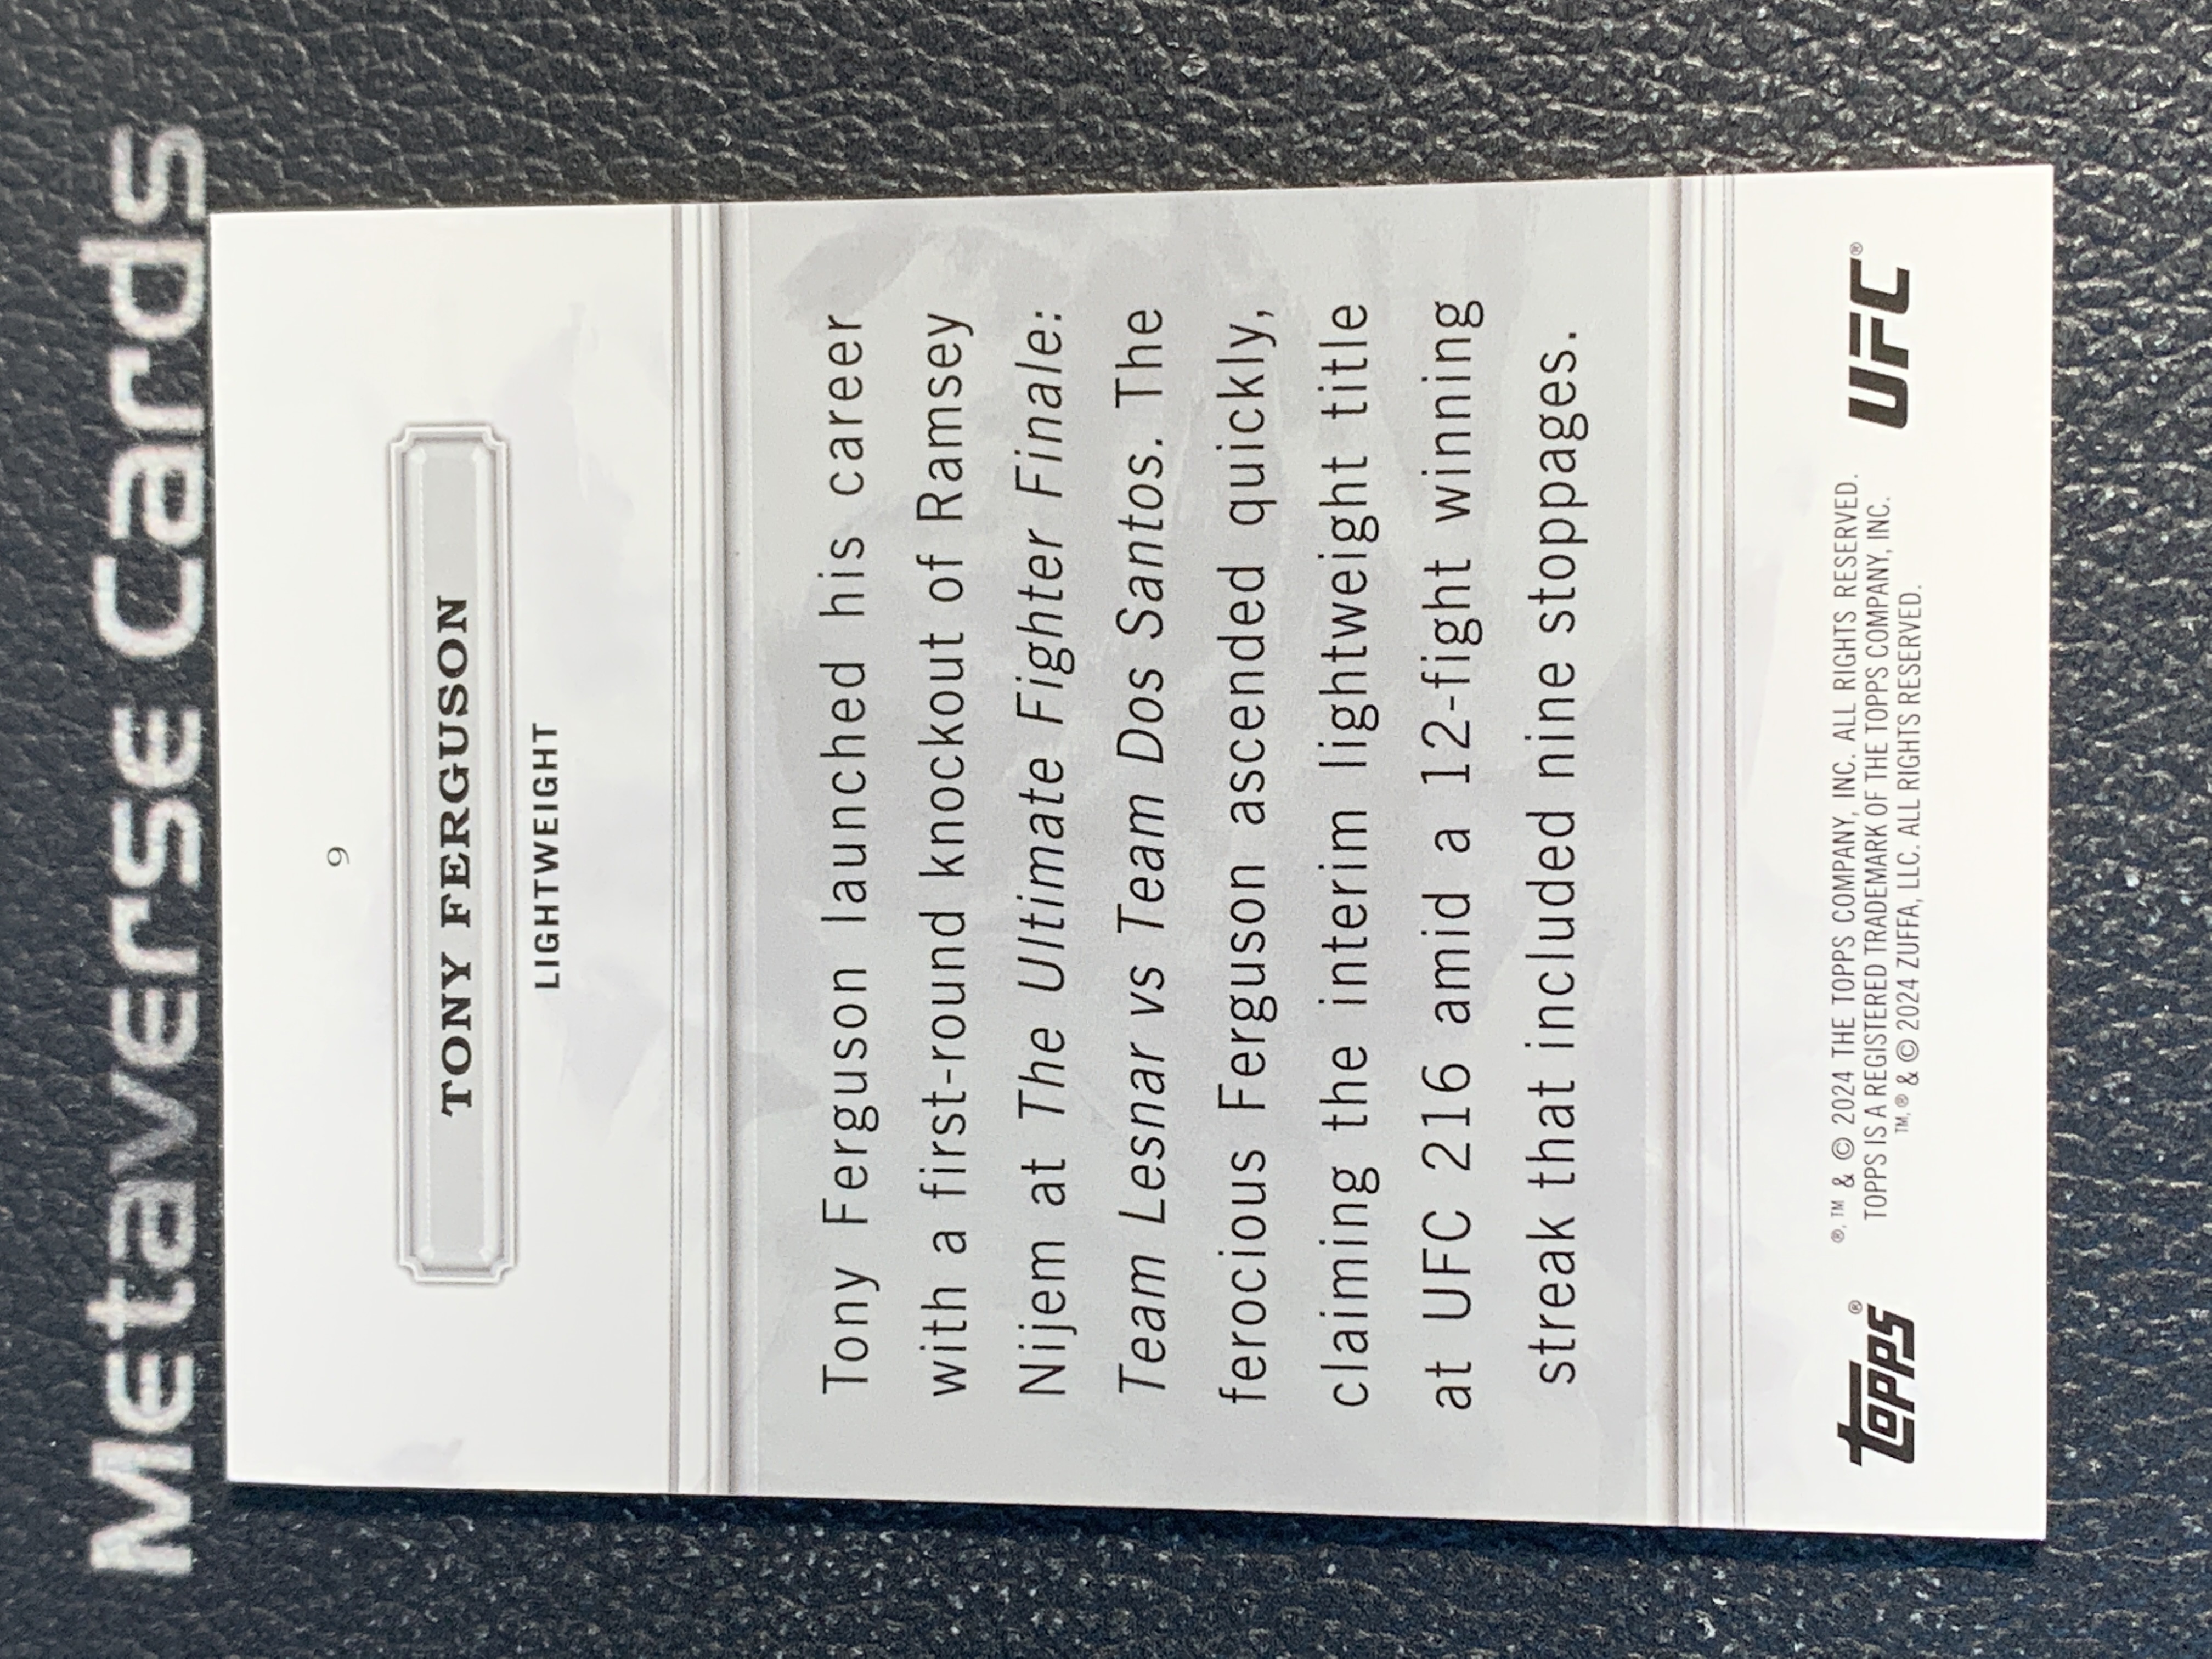 Metaverse Cards
9
TONY FERGUSON
LIGHTWEIGHT
Tony Ferguson launched his career
with a first-round knockout of Ramsey
Nijem at The Ultimate Fighter Finale:
Team Lesnar vs Team Dos Santos. The
ferocious Ferguson ascended quickly,
claiming the interim lightweight title
at UFC 216 amid a 12-fight winning
streak that included nine stoppages.
topps®
®,™ & © 2024 THE TOPPS COMPANY, INC. ALL RIGHTS RESERVED.
TOPPS IS A REGISTERED TRADEMARK OF THE TOPPS COMPANY, INC.
™,® & © 2024 ZUFFA, LLC. ALL RIGHTS RESERVED.
UFC®